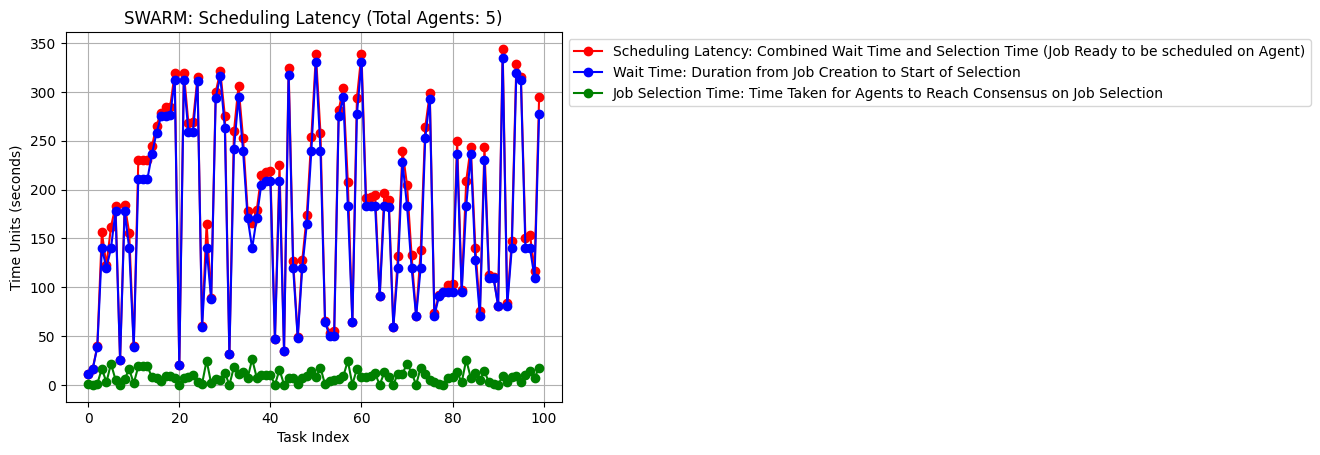 SWARM: Scheduling Latency (Total Agents: 5)
Scheduling Latency: Combined Wait Time and Selection Time (Job Ready to be scheduled on Agent)
Wait Time: Duration from Job Creation to Start of Selection
Job Selection Time: Time Taken for Agents to Reach Consensus on Job Selection
Time Units (seconds)
350
300
250
200
150
100
50
0
0 20 40 60 80 100
Task Index